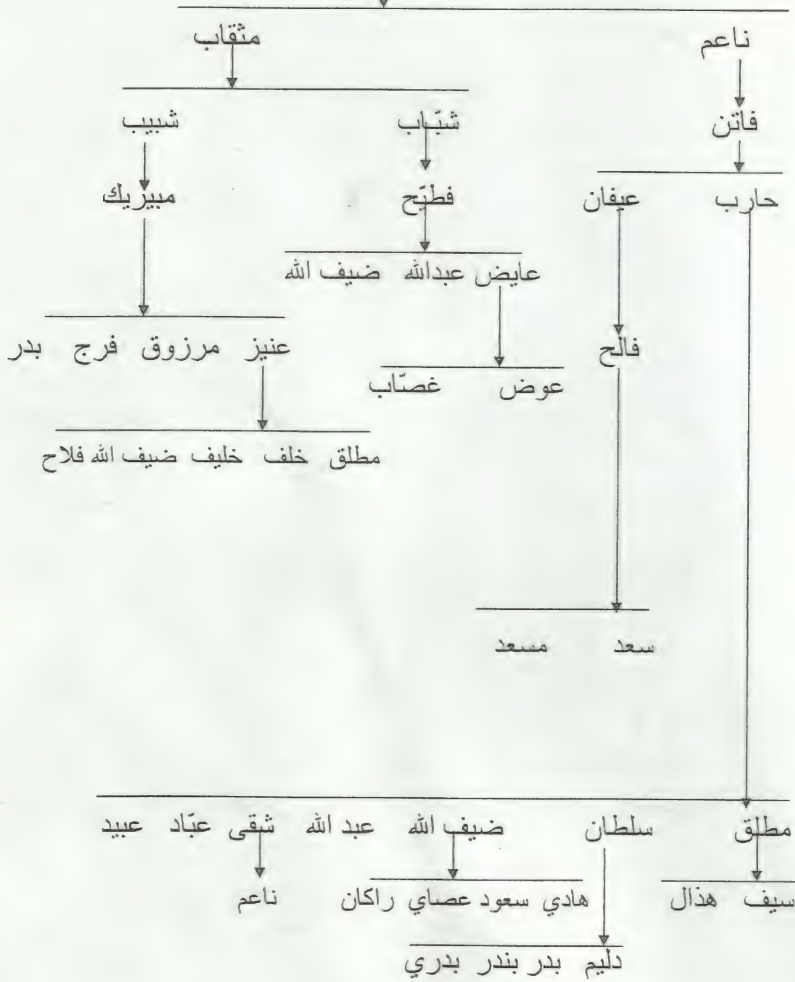 ناعم مثقاب
فاتن شبّاب شبيب
حارب عيفان فطيّح مبيريك
عايض عبدالله ضيف الله
فالح عنيز مرزوق فرج بدر
عوض غصّاب
مطلق خلف خليف ضيف الله فلاح
سعد مسعد
مطلق سلطان ضيف الله عبد الله شقى عبّاد عبيد
سيف هذال هادي سعود عصاي راكان ناعم
دليم بدر بندر بدري